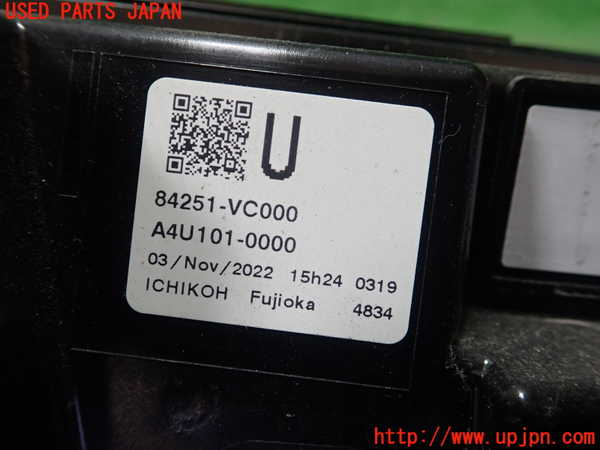 USED PARTS JAPAN
U
84251-VC000
A4U101-0000
03/Nov/2022 15h24 0319
ICHIKOH Fujioka 4834
http://www.upjpn.com/